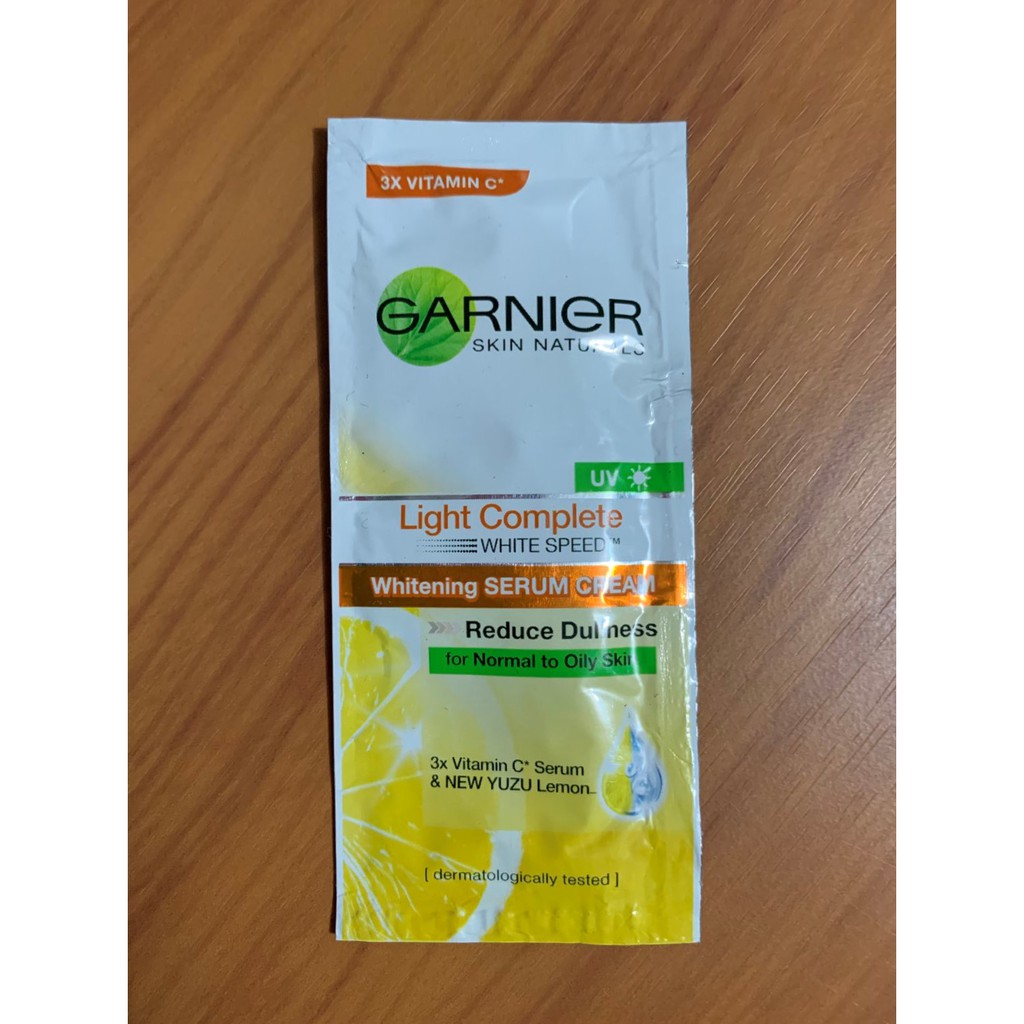 3X VITAMIN C*
GARNIER
SKIN NATURALS
UV
Light Complete
WHITE SPEED™
Whitening SERUM CREAM
Reduce Dullness
for Normal to Oily Skin
3x Vitamin C* Serum
& NEW YUZU Lemon
[ dermatologically tested ]